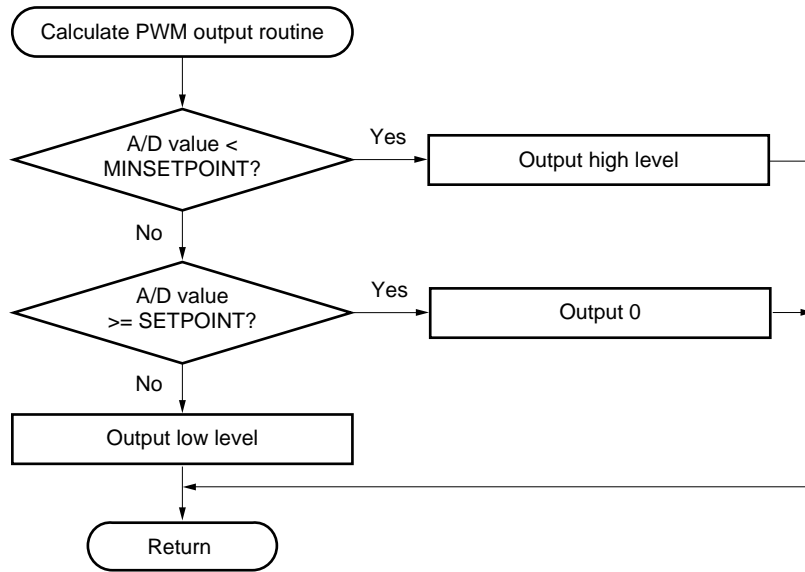 Calculate PWM output routine
A/D value <
MINSETPOINT?
Yes
Output high level
No
A/D value
>= SETPOINT?
Yes
Output 0
No
Output low level
Return